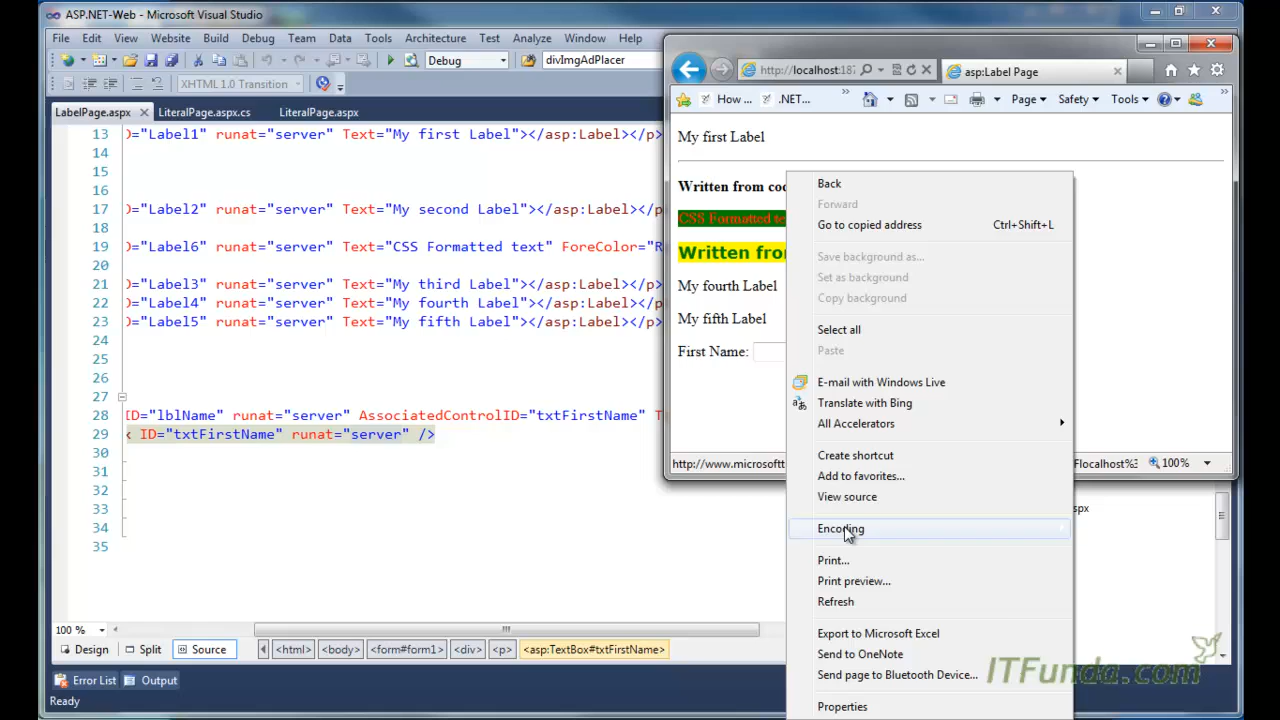 ASP.NET-Web - Microsoft Visual Studio
File Edit View Website Build Debug Team Data Tools Architecture Test Analyze Window Help
Debug divImgAdPlacer
XHTML 1.0 Transition
LabelPage.aspx LiteralPage.aspx.cs LiteralPage.aspx
13 ="Label1" runat="server" Text="My first Label"></asp:Label></p>
14
15
16
17 ="Label2" runat="server" Text="My second Label"></asp:Label></p>
18
19 ="Label6" runat="server" Text="CSS Formatted text" ForeColor="R
20
21 ="Label3" runat="server" Text="My third Label"></asp:Label></p>
22 ="Label4" runat="server" Text="My fourth Label"></asp:Label></p>
23 ="Label5" runat="server" Text="My fifth Label"></asp:Label></p>
24
25
26
27
28 ID="lblName" runat="server" AssociatedControlID="txtFirstName" T
29 ID="txtFirstName" runat="server" />
30
31
32
33
34
35
100 %
Design Split Source <html> <body> <form#form1> <div> <p> <asp:TextBox#txtFirstName>
Error List Output
Ready
http://localhost:187 asp:Label Page
How ... .NET... Page Safety Tools
My first Label
Written from co
CSS Formatted te
Written fro
My fourth Label
My fifth Label
First Name:
http://www.microsoftt Flocalhost%3 100%
px
Back
Forward
Go to copied address Ctrl+Shift+L
Save background as...
Set as background
Copy background
Select all
Paste
E-mail with Windows Live
Translate with Bing
All Accelerators
Create shortcut
Add to favorites...
View source
Encoding
Print...
Print preview...
Refresh
Export to Microsoft Excel
Send to OneNote
Send page to Bluetooth Device...
Properties
ITFunda.com